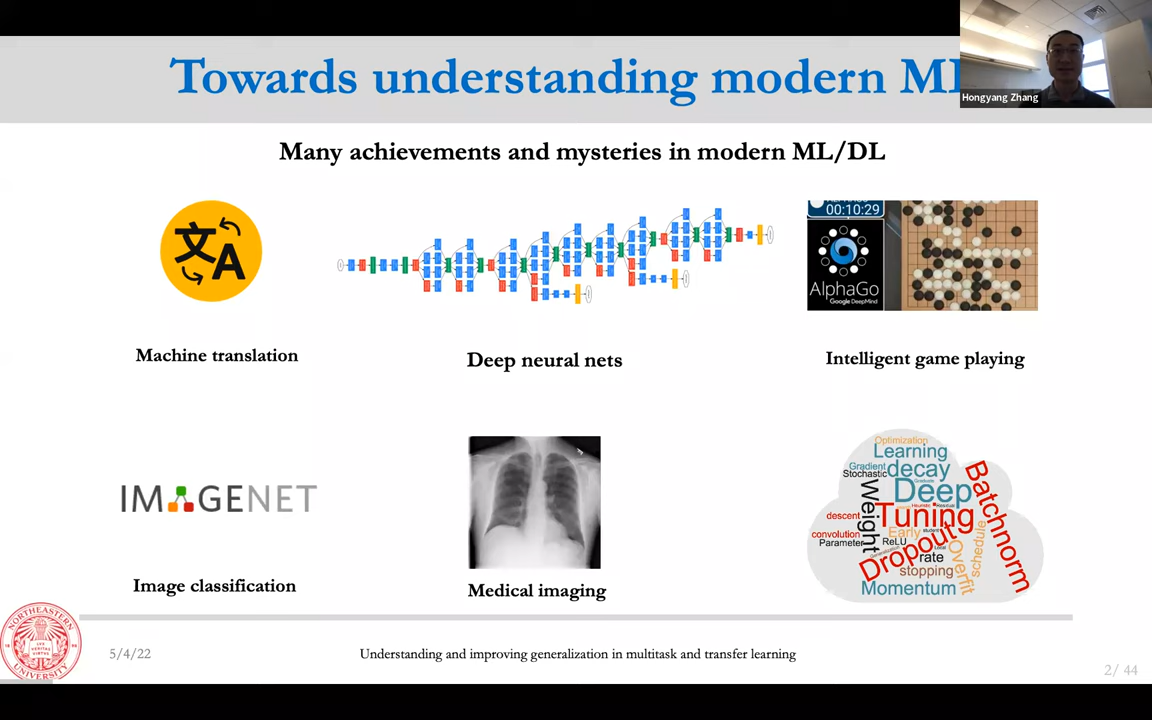 Towards understanding modern ML
Hongyang Zhang
Many achievements and mysteries in modern ML/DL
文A
00:10:29
AlphaGo
Google DeepMind
Machine translation
Deep neural nets
Intelligent game playing
IMAGENET
Optimization
Learning
Gradient
Stochastic
decay
Deep
Weight
Batchnorm
Tuning
descent
convolution
Parameter
Early
ReLU
Dropout
rate
Overfit
schedule
stopping
Momentum
Image classification
Medical imaging
NORTHEASTERN
UNIVERSITY
5/4/22
Understanding and improving generalization in multitask and transfer learning
2/ 44